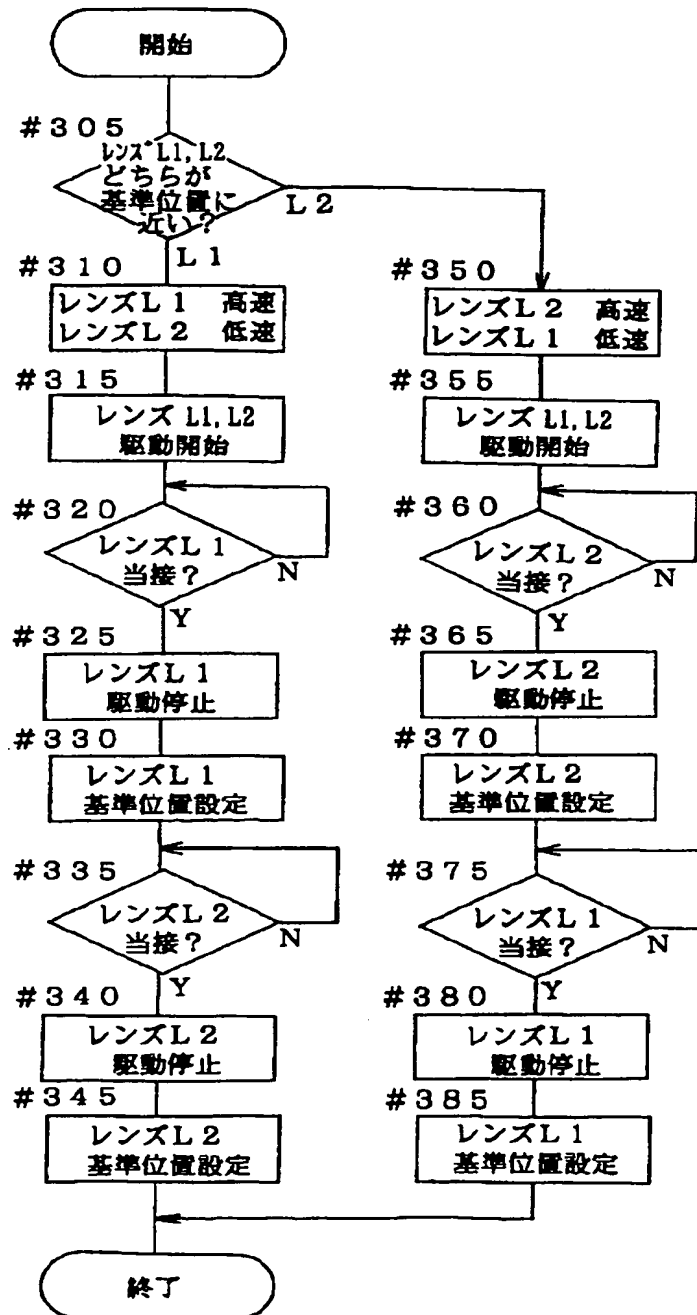 開始
#305
レンズL1,L2
どちらが
基準位置に
近い?
L2
L1
#310
レンズL1 高速
レンズL2 低速
#315
レンズ L1,L2
駆動開始
#320
レンズL1
当接?
N
Y
#325
レンズL1
駆動停止
#330
レンズL1
基準位置設定
#335
レンズL2
当接?
N
Y
#340
レンズL2
駆動停止
#345
レンズL2
基準位置設定
#350
レンズL2 高速
レンズL1 低速
#355
レンズ L1,L2
駆動開始
#360
レンズL2
当接?
N
Y
#365
レンズL2
駆動停止
#370
レンズL2
基準位置設定
#375
レンズL1
当接?
N
Y
#380
レンズL1
駆動停止
#385
レンズL1
基準位置設定
終了